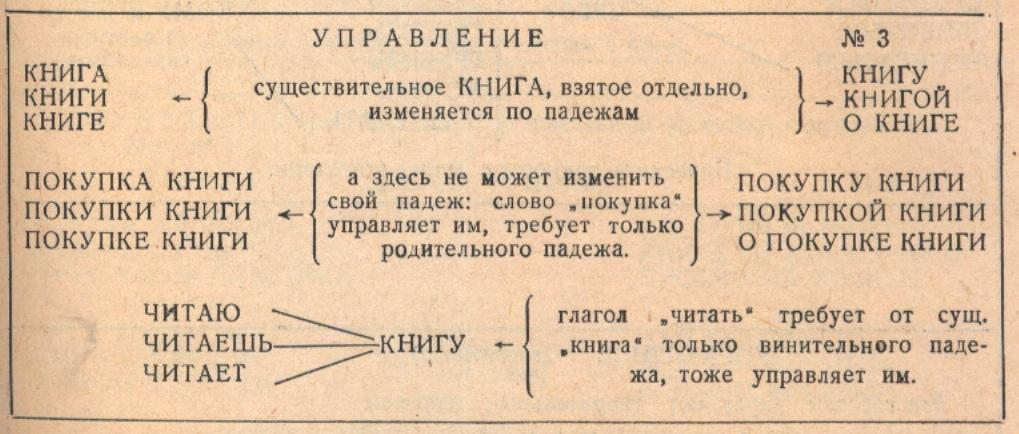 УПРАВЛЕНИЕ № 3
КНИГА
КНИГИ
КНИГЕ
существительное КНИГА, взятое отдельно,
изменяется по падежам
КНИГУ
КНИГОЙ
О КНИГЕ
ПОКУПКА КНИГИ
ПОКУПКИ КНИГИ
ПОКУПКЕ КНИГИ
а здесь не может изменить
свой падеж: слово „покупка“
управляет им, требует только
родительного падежа.
ПОКУПКУ КНИГИ
ПОКУПКОЙ КНИГИ
О ПОКУПКЕ КНИГИ
ЧИТАЮ
ЧИТАЕШЬ
ЧИТАЕТ
КНИГУ
глагол „читать“ требует от сущ.
„книга“ только винительного паде-
жа, тоже управляет им.